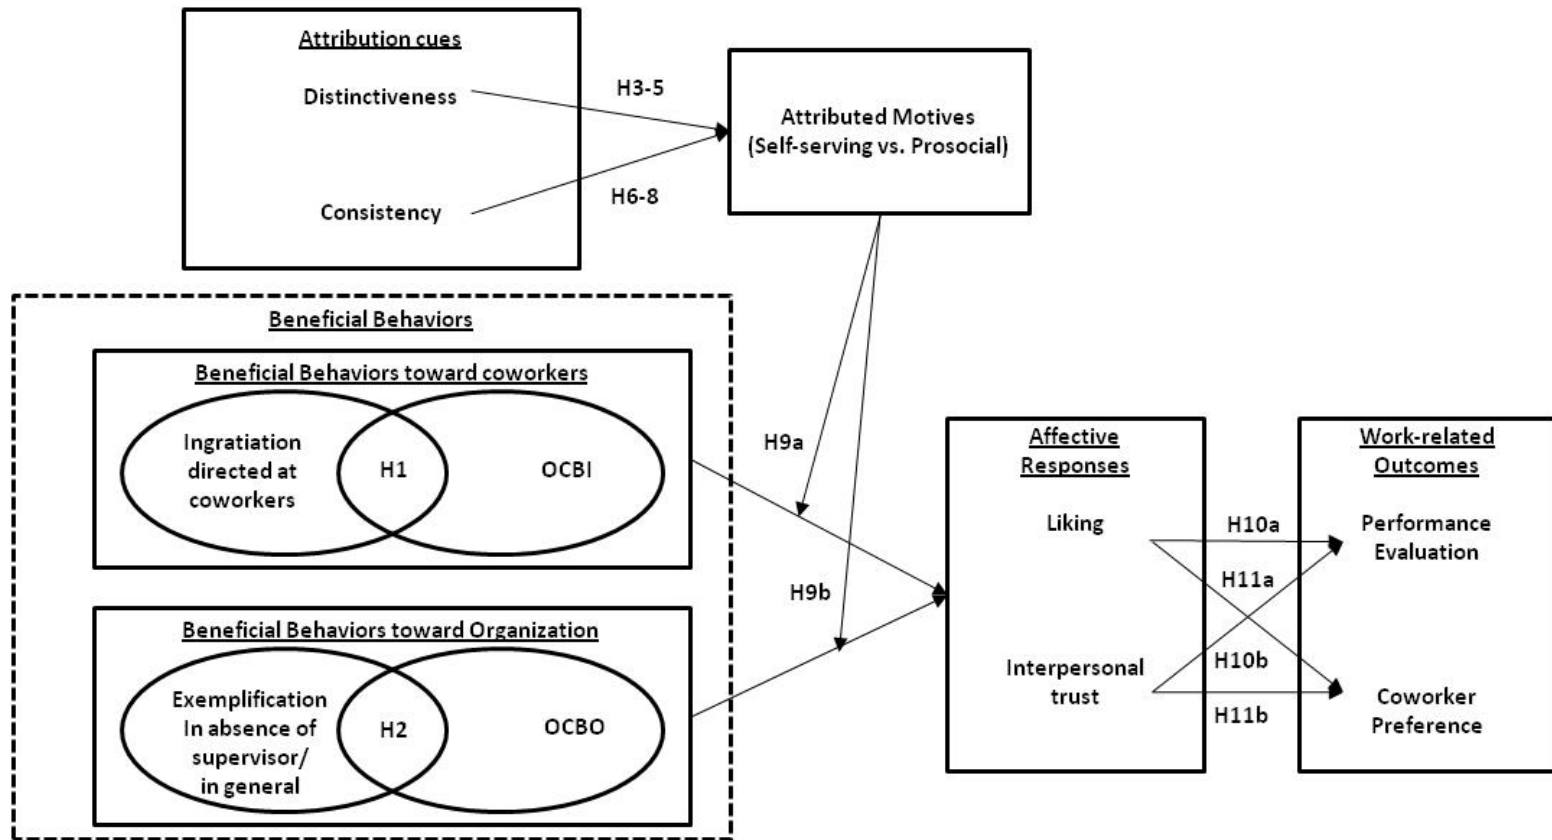 Attribution cues
Distinctiveness
Consistency
H3-5
H6-8
Attributed Motives
(Self-serving vs. Prosocial)
Beneficial Behaviors
Beneficial Behaviors toward coworkers
Ingratiation
directed at
coworkers
H1
OCBI
Beneficial Behaviors toward Organization
Exemplification
In absence of
supervisor/
in general
H2
OCBO
H9a
H9b
Affective
Responses
Liking
Interpersonal
trust
H10a
H11a
H10b
H11b
Work-related
Outcomes
Performance
Evaluation
Coworker
Preference